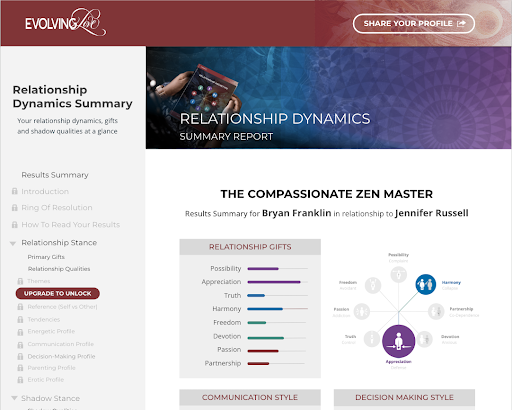 EVOLVING Love
SHARE YOUR PROFILE
Relationship
Dynamics Summary
Your relationship dynamics, gifts
and shadow qualities at a glance
Results Summary
Introduction
Ring Of Resolution
How To Read Your Results
Relationship Stance
Primary Gifts
Relationship Qualities
Themes
UPGRADE TO UNLOCK
Reference (Self vs Other)
Tendencies
Energetic Profile
Communication Profile
Decision-Making Profile
Parenting Profile
Erotic Profile
Shadow Stance
RELATIONSHIP DYNAMICS
SUMMARY REPORT
THE COMPASSIONATE ZEN MASTER
Results Summary for Bryan Franklin in relationship to Jennifer Russell
RELATIONSHIP GIFTS
Possibility
Appreciation
Truth
Harmony
Freedom
Devotion
Passion
Partnership
Possibility
Freedom
Harmony
Passion
Partnership
Truth
Devotion
Appreciation
COMMUNICATION STYLE
DECISION MAKING STYLE